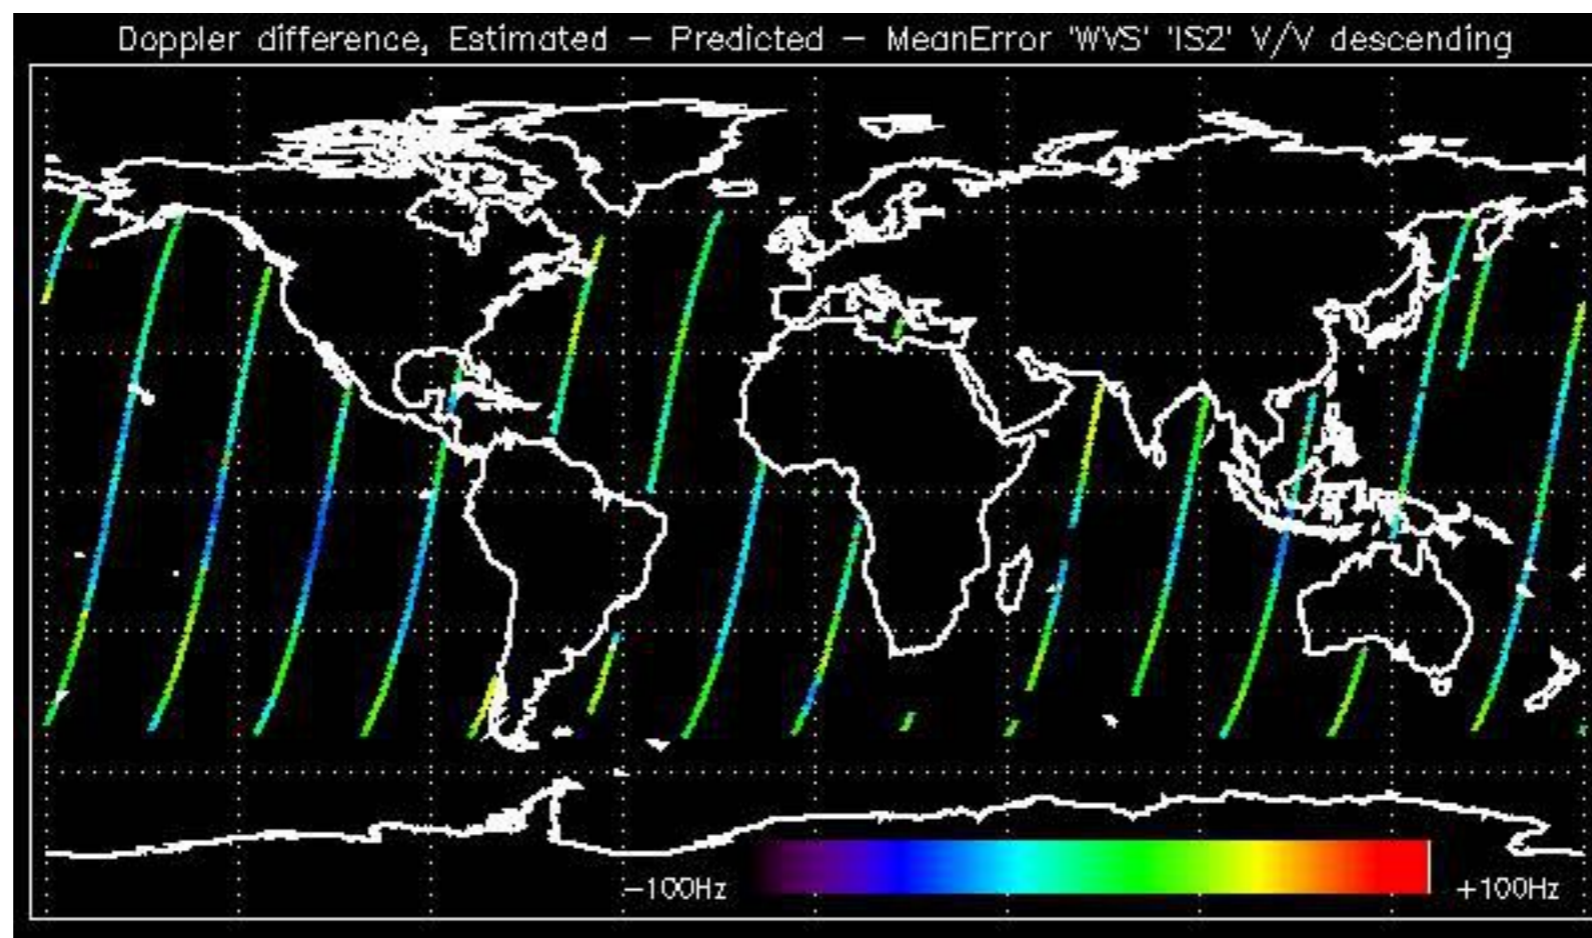 Doppler difference, Estimated – Predicted – MeanError 'WVS' 'IS2' V/V descending
–100Hz
+100Hz